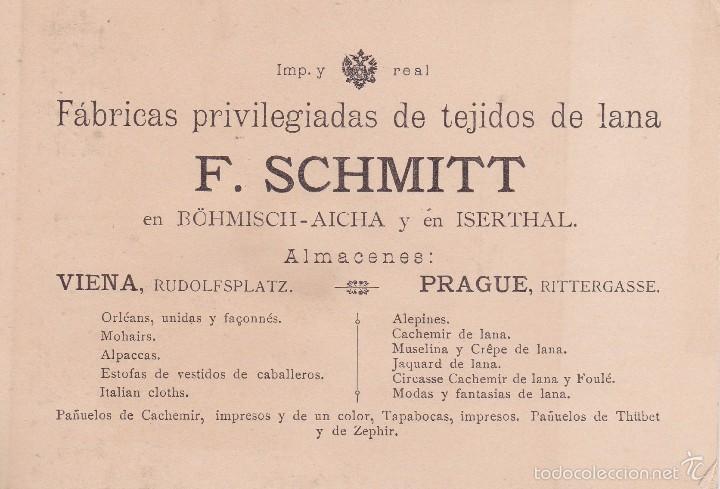 Imp. y real
Fábricas privilegiadas de tejidos de lana
F. SCHMITT
en BÖHMISCH-AICHA y én ISERTHAL.
Almacenes:
VIENA, RUDOLFSPLATZ. PRAGUE, RITTERGASSE.
Orléans, unidas y façonnés.
Mohairs.
Alpaccas.
Estofas de vestidos de caballeros.
Italian cloths.
Alepines.
Cachemir de lana.
Muselina y Crêpe de lana.
Jaquard de lana.
Circasse Cachemir de lana y Foulé.
Modas y fantasias de lana.
Pañuelos de Cachemir, impresos y de un color, Tapabocas, impresos. Pañuelos de Thübet
y de Zephir.
todocoleccion.net